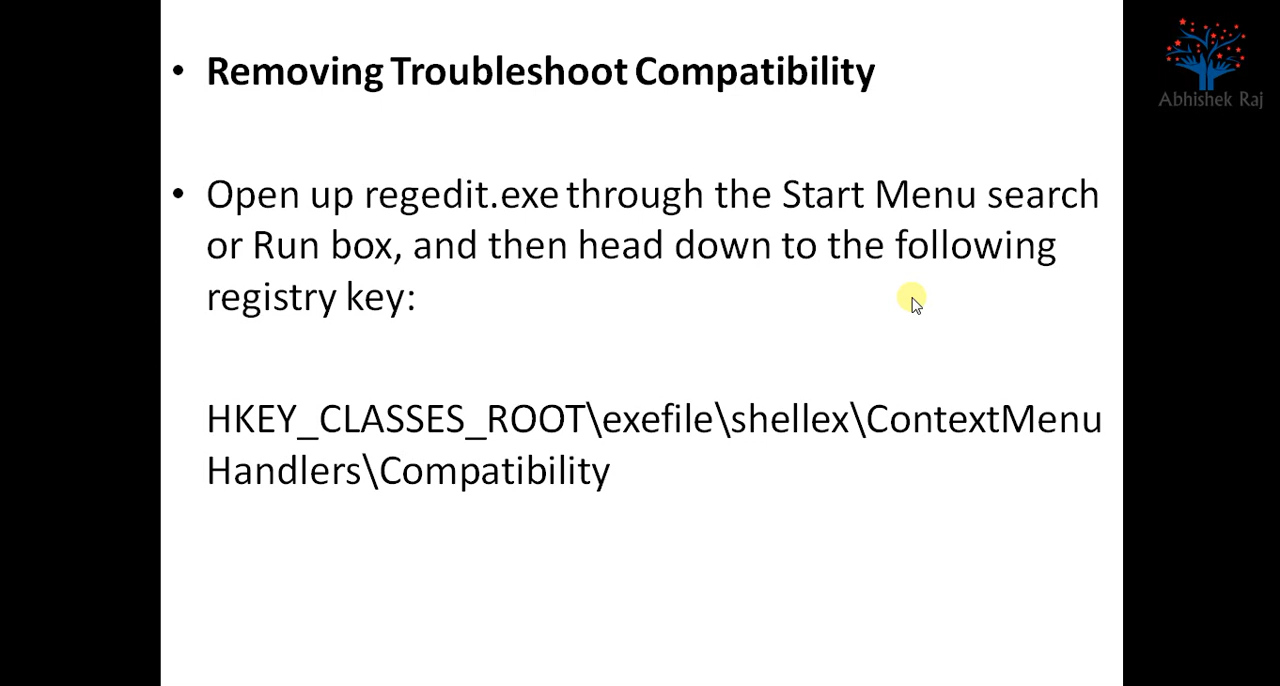 Abhishek Raj
• Removing Troubleshoot Compatibility
• Open up regedit.exe through the Start Menu search
or Run box, and then head down to the following
registry key:
HKEY_CLASSES_ROOT\exefile\shellex\ContextMenu
Handlers\Compatibility